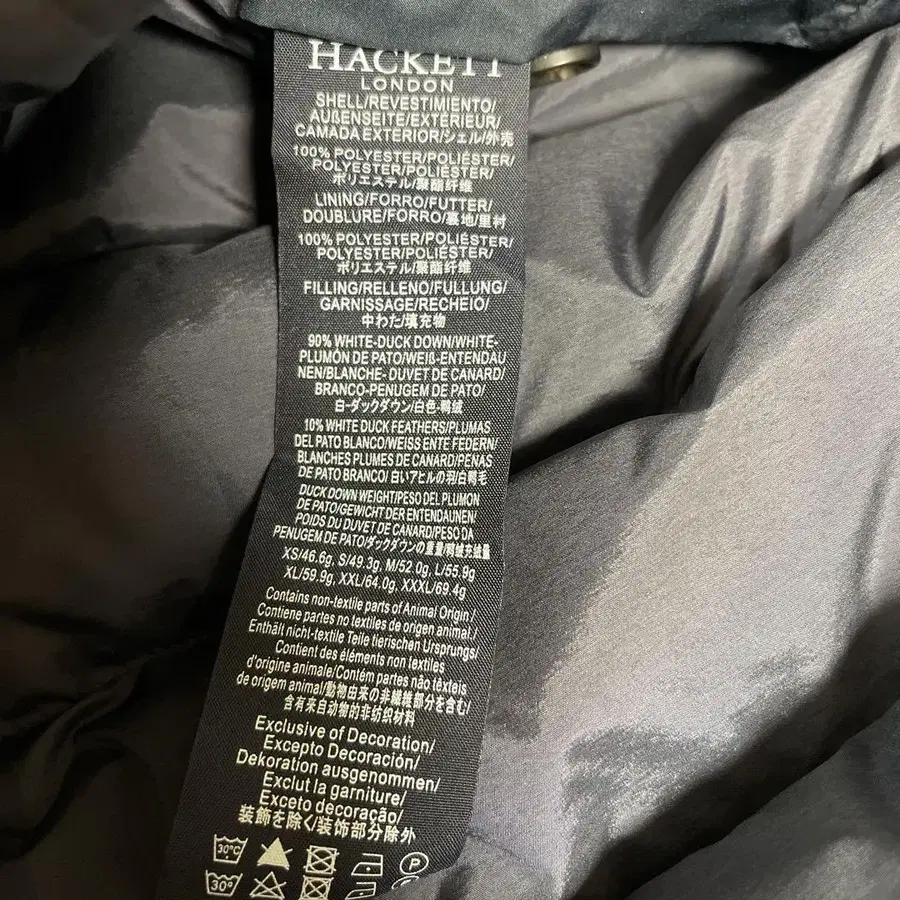 HACKETT
LONDON
SHELL/REVESTIMIENTO/
AUßENSEITE/EXTÉRIEUR/
CAMADA EXTERIOR/シェル/外壳
100% POLYESTER/POLIÉSTER/
POLYESTER/POLIÉSTER/
ポリエステル/聚酯纤维
LINING/FORRO/FUTTER/
DOUBLURE/FORRO/裏地/里村
100% POLYESTER/POLIÉSTER/
POLYESTER/POLIÉSTER/
ポリエステル/聚酯纤维
FILLING/RELLENO/FULLUNG/
GARNISSAGE/RECHEIO/
中わた/填充物
90% WHITE-DUCK DOWN/WHITE-
PLUMÓN DE PATO/WEIß-ENTENDAU
NEN/BLANCHE- DUVET DE CANARD/
BRANCO-PENUGEM DE PATO/
白-ダックダウン/白色-鸭绒
10% WHITE DUCK FEATHERS/PLUMAS
DEL PATO BLANCO/WEISS ENTE FEDERN/
BLANCHES PLUMES DE CANARD/PENAS
DE PATO BRANCO/ 白いアヒルの羽/白鸭毛
DUCK DOWN WEIGHT/PESO DEL PLUMON
DE PATO/GEWICHT DER ENTENDAUNEN/
POIDS DU DUVET DE CANARD/PESO DA
PENUGEM DE PATO/ダックダウンの重量/鸭绒充绒量
XS/46.6g, S/49.3g, M/52.0g, L/55.9g
XL/59.9g, XXL/64.0g, XXXL/69.4g
Contains non-textile parts of Animal Origin /
Contiene partes no textiles de origen animal /
Enthält nicht-textile Teile tierischen Ursprungs/
Contient des éléments non textiles
d'origine animale/Contém partes não têxteis
de origem animal/動物由来の非繊維部分を含む/
含有来自动物的非纺织材料
Exclusive of Decoration/
Excepto Decoración/
Dekoration ausgenommen/
Exclut la garniture/
Exceto decoração/
装飾を除く/装饰部分除外
30°C P
30°